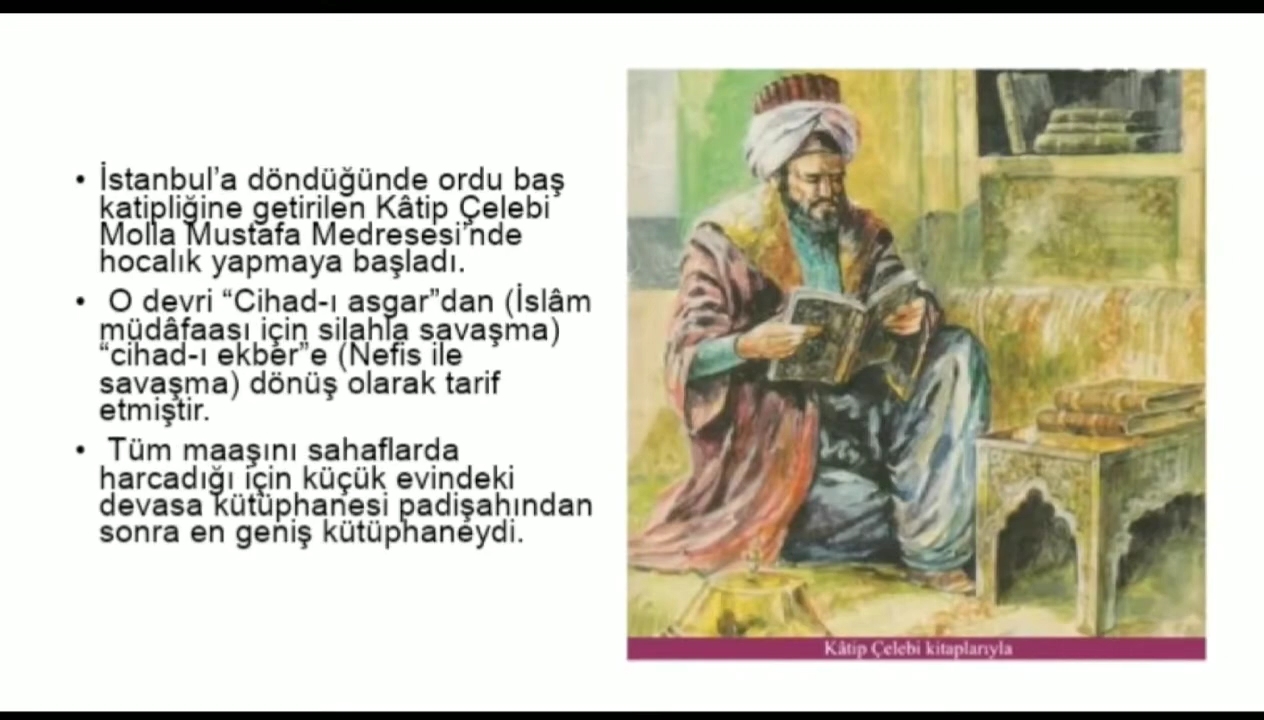 • İstanbul’a döndüğünde ordu baş
katipliğine getirilen Kâtip Çelebi
Molla Mustafa Medresesi’nde
hocalık yapmaya başladı.
• O devri “Cihad-ı asgar”dan (İslâm
müdâfaası için silahla savaşma)
“cihad-ı ekber”e (Nefis ile
savaşma) dönüş olarak tarif
etmiştir.
• Tüm maaşını sahaflarda
harcadığı için küçük evindeki
devasa kütüphanesi padişahından
sonra en geniş kütüphaneydi.
Kâtip Çelebi kitaplarıyla